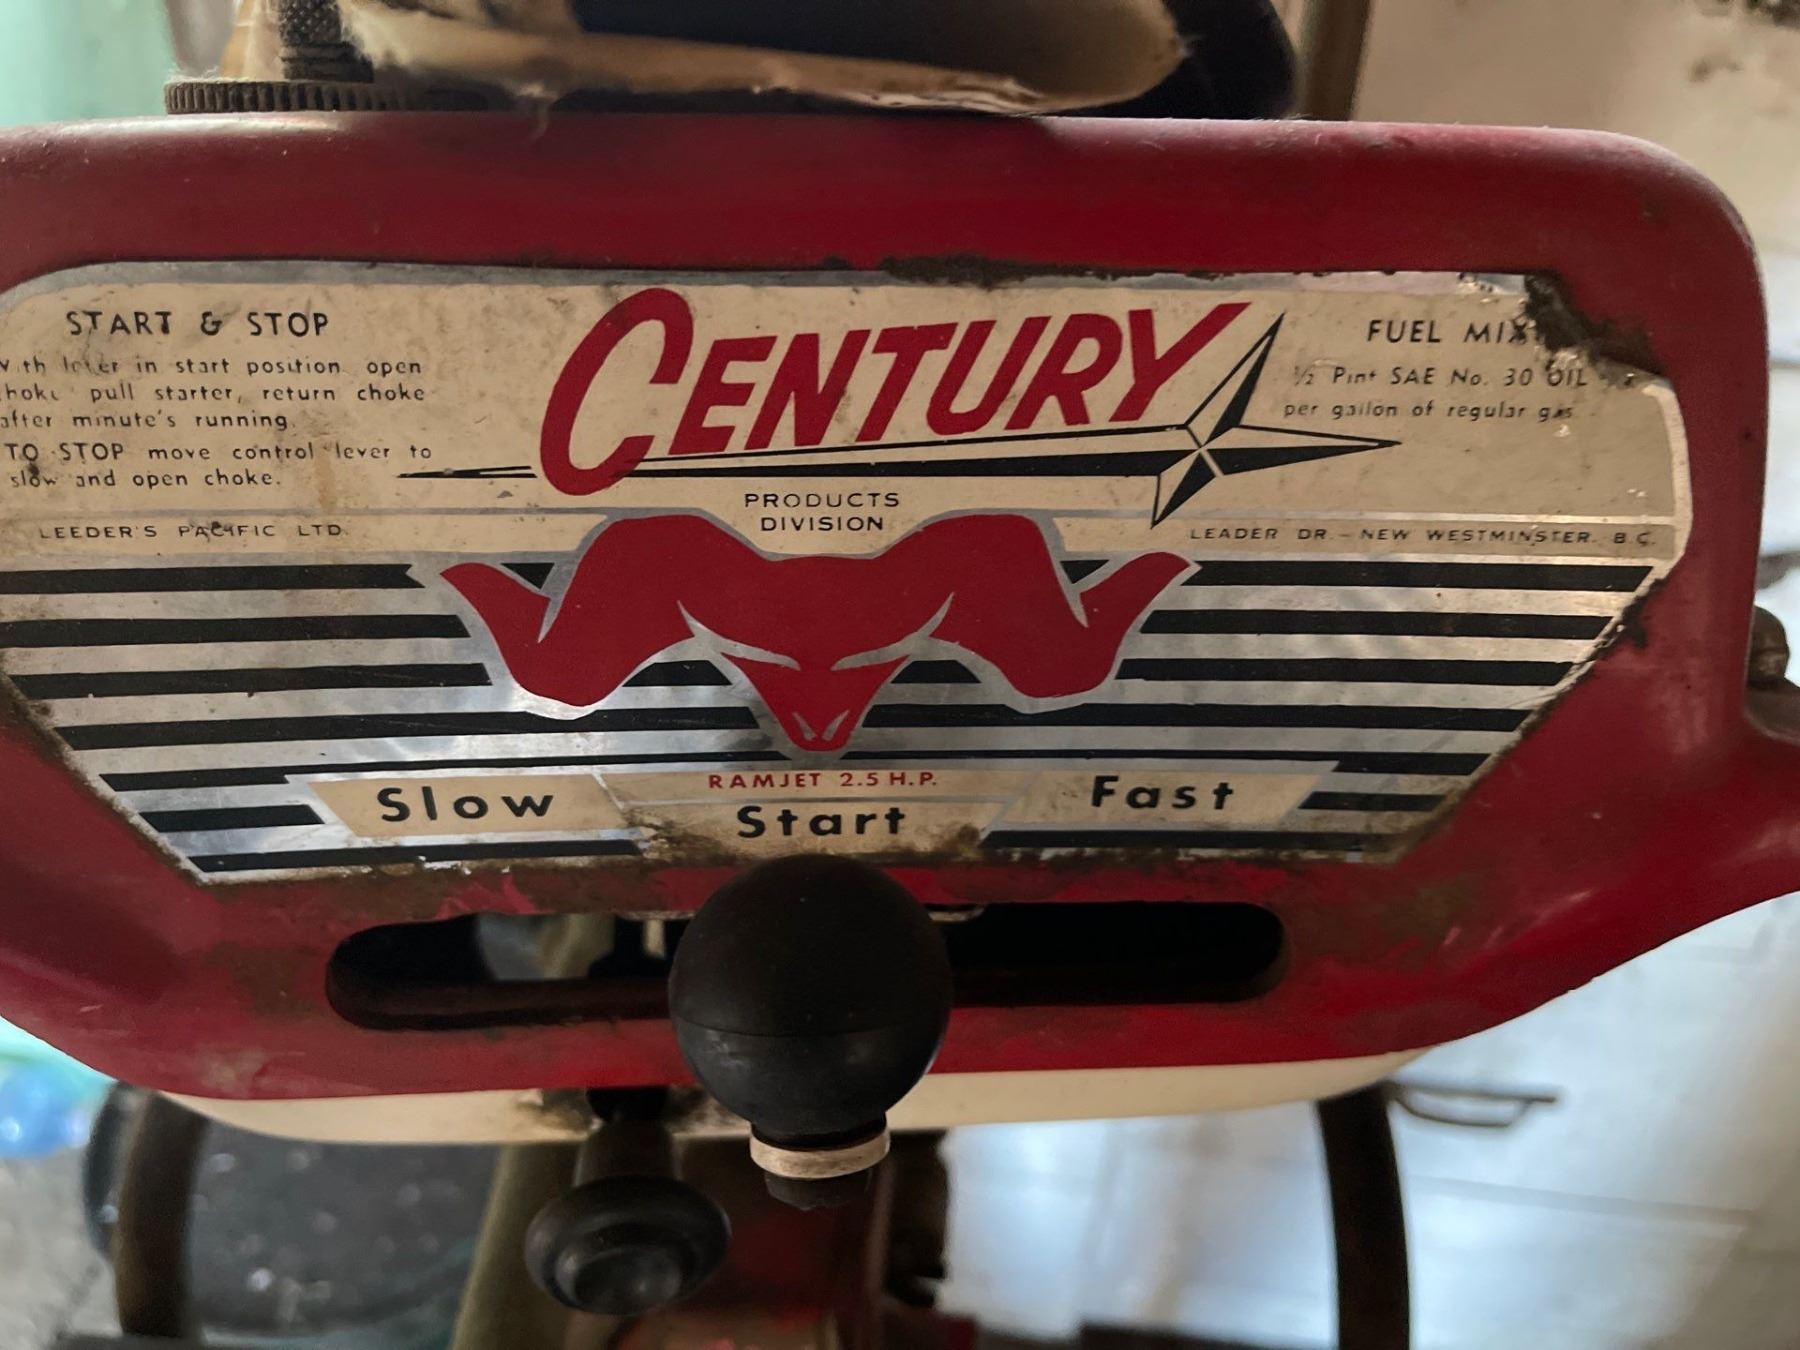 START & STOP
lever in start position open
pull starter, return choke
after minute's running.
TO STOP move control lever to
slow and open choke.
CENTURY
PRODUCTS
DIVISION
FUEL MIX
½ Pint SAE No. 30 OIL
per gallon of regular gas
LEEDER'S PACIFIC LTD.
LEADER DR. – NEW WESTMINSTER. B.C.
RAMJET 2.5 H.P.
Slow
Start
Fast